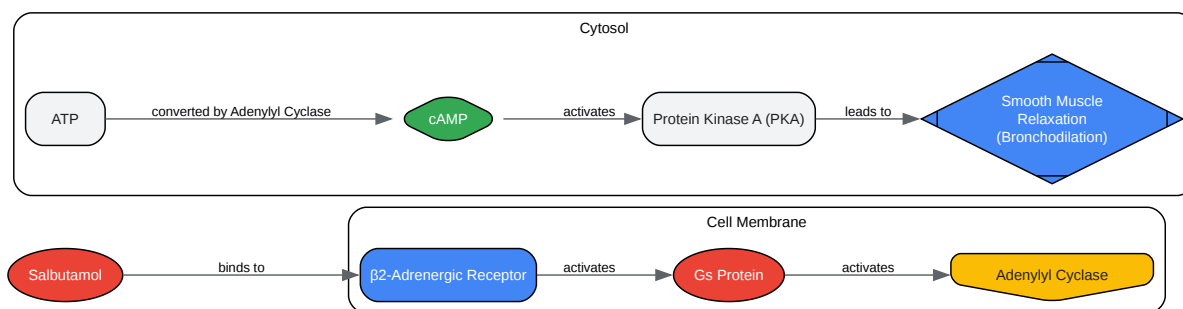 Cytosol
ATP
converted by Adenylyl Cyclase
cAMP
activates
Protein Kinase A (PKA)
leads to
Smooth Muscle
Relaxation
(Bronchodilation)
Cell Membrane
Salbutamol
binds to
β2-Adrenergic Receptor
activates
Gs Protein
activates
Adenylyl Cyclase